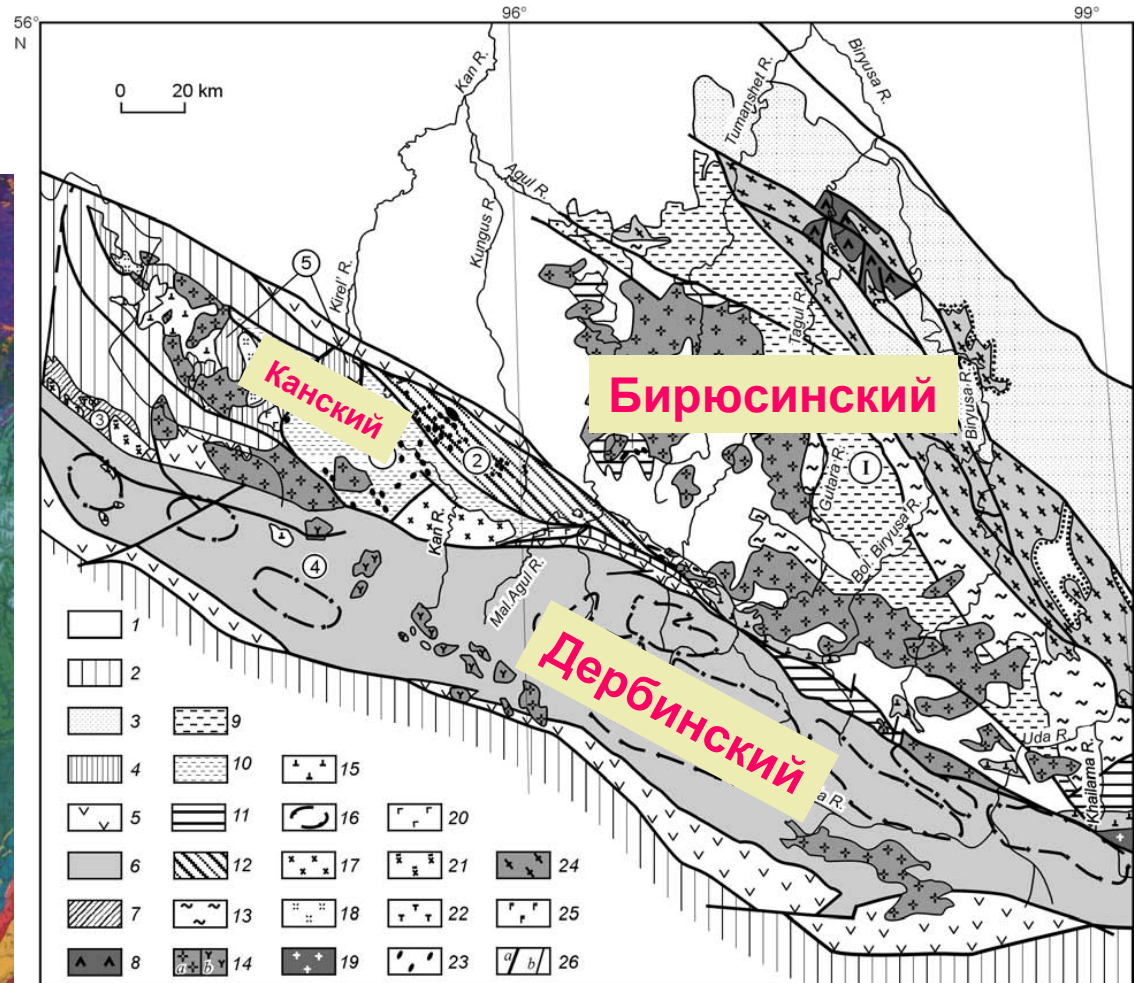 56°
N
96°
99°
0 20 km
Kan R.
Agul R.
Tumanshet R.
Biryusa R.
Kungus R
Kirel' R.
5
Tagul R.
Канский
Бирюсинский
Biryusa R.
3
2
I
Gutara R.
Bol. Biryusa R.
Kan R.
4
Mal.Agul R.
Дербинский
Uda R.
Khailama R.
a R.
1
2
3 9
4 10 15
5 11 16 20
6 12 17 21 24
7 13 18 22 25
8 a b 14 19 23 a b 26